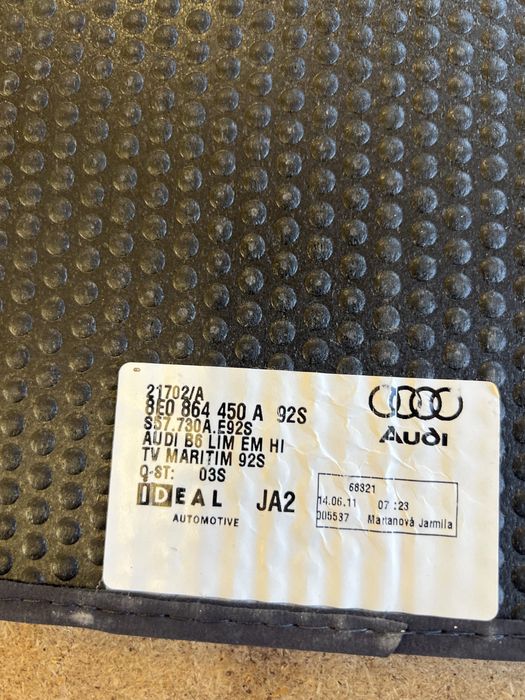 21702/A
8E0 864 450 A 92S
S57.730A.E92S
AUDI B6 LIM EM HI
TV MARITIM 92S
Q-ST: 03S
IDEAL JA2
AUTOMOTIVE
Audi
68321
14.06.11 07:23
005537 Martanová Jarmila